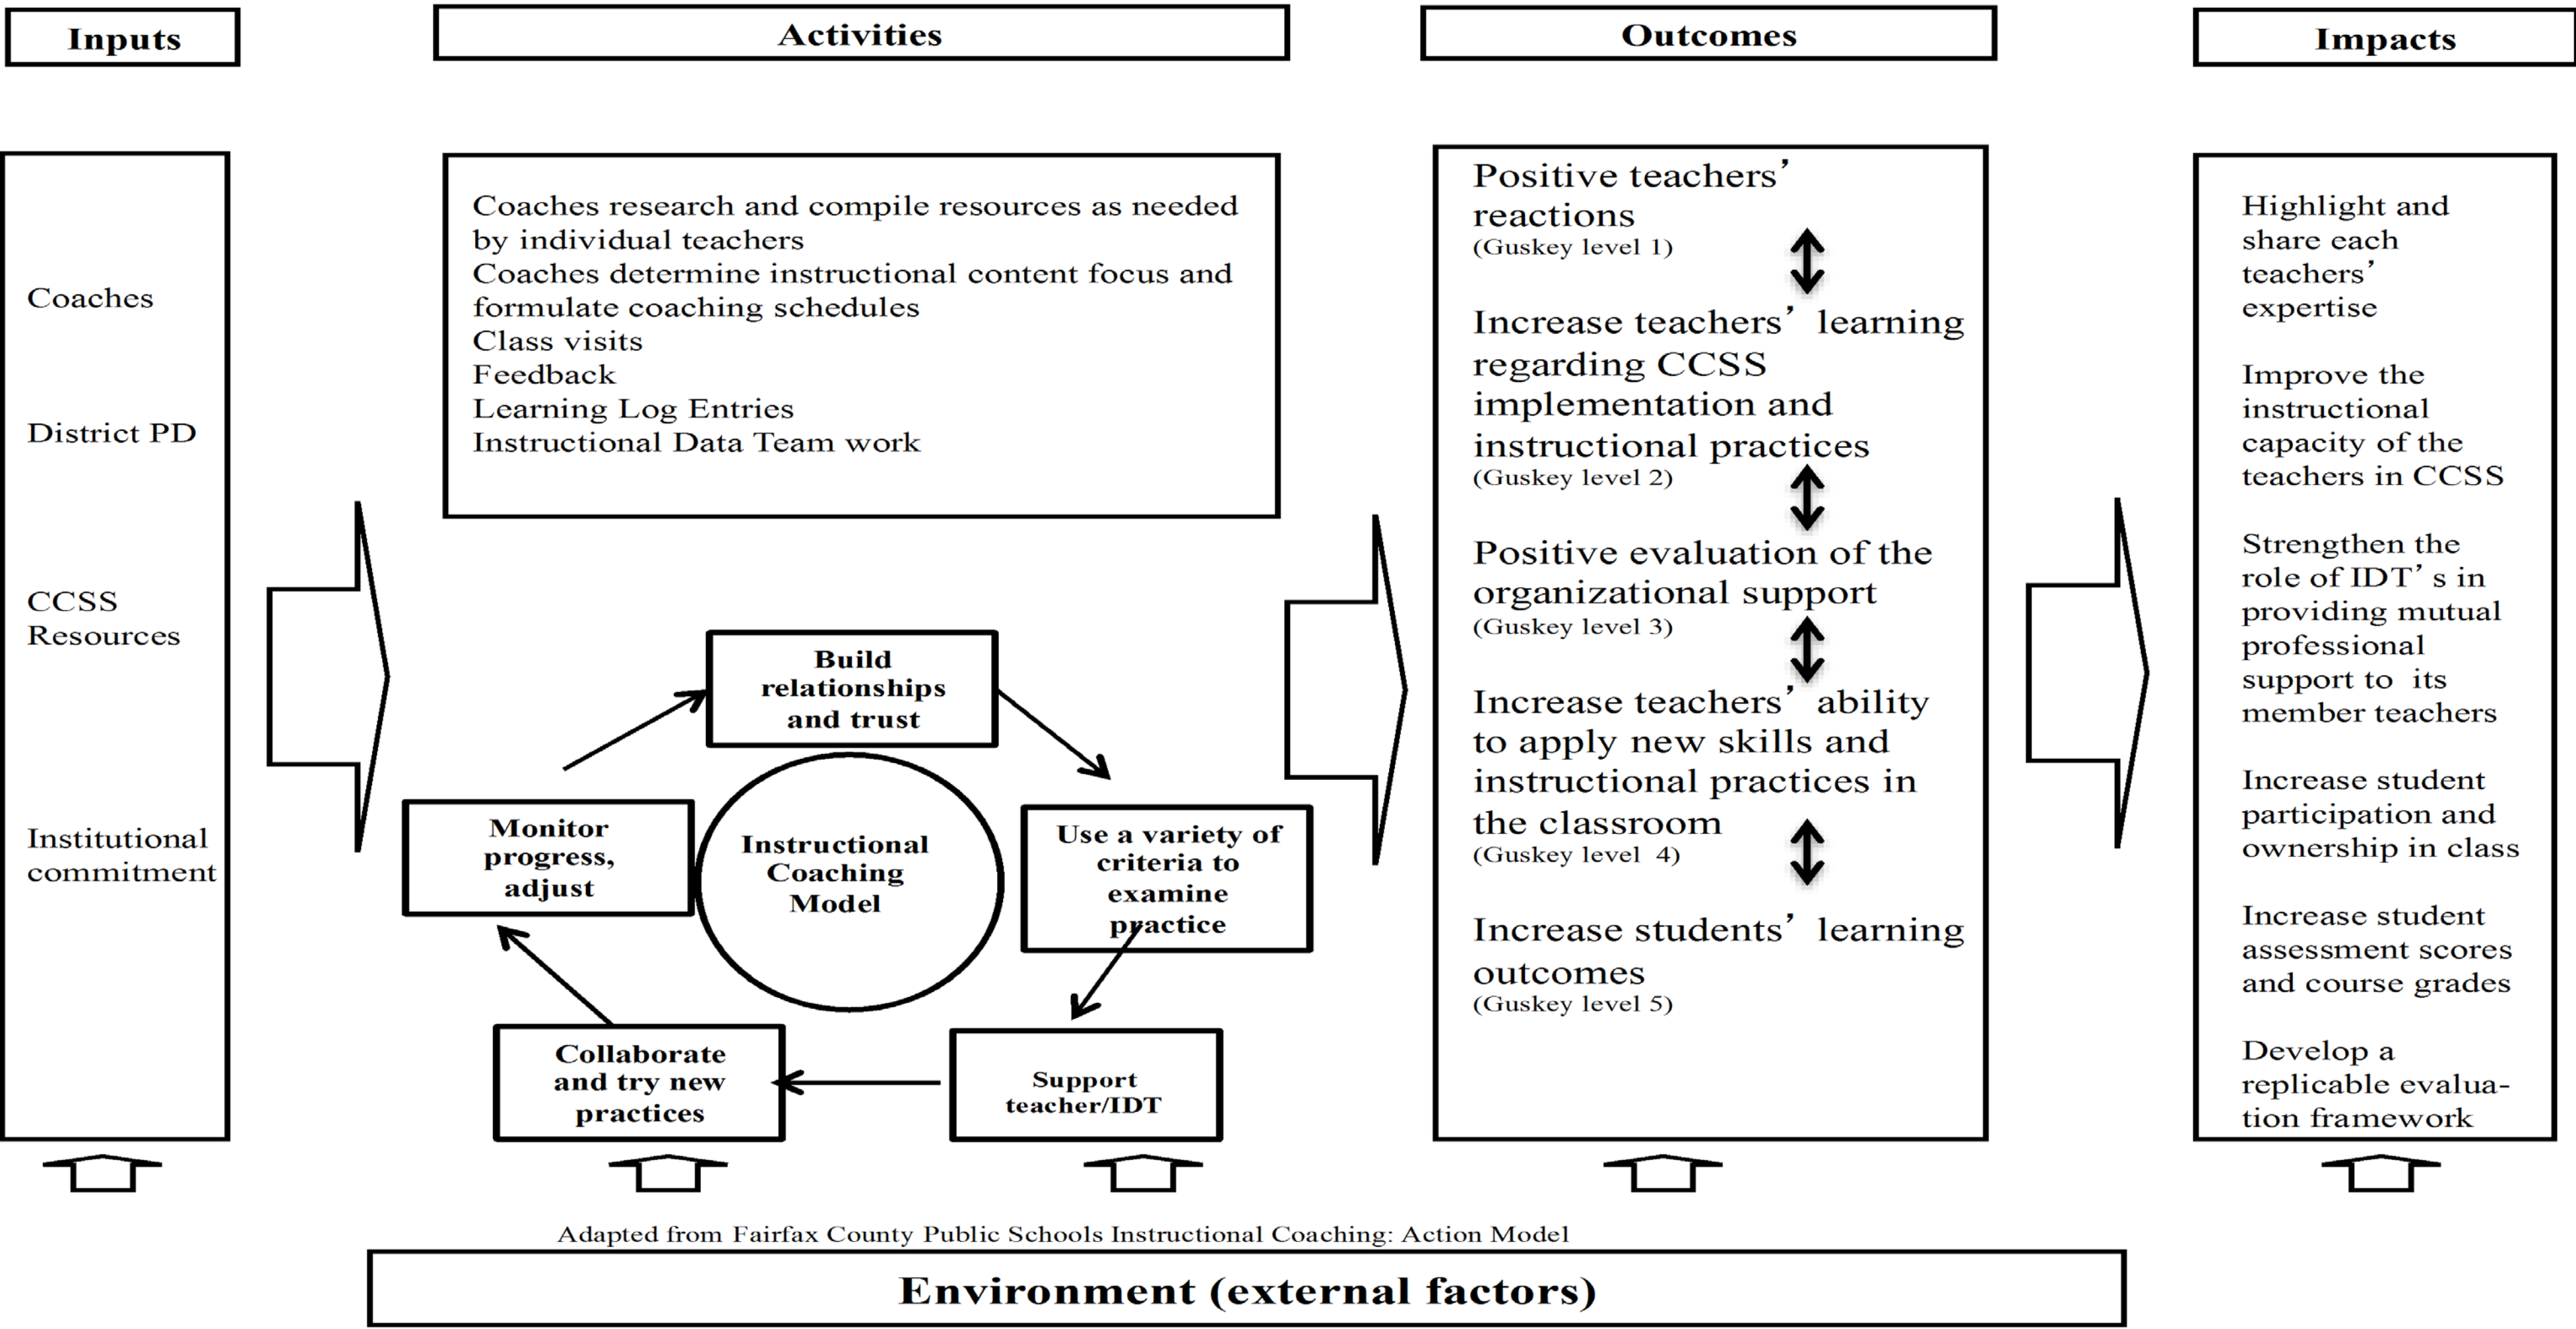 Inputs
Activities
Outcomes
Impacts
Coaches
District PD
CCSS
Resources
Institutional
commitment
Coaches research and compile resources as needed
by individual teachers
Coaches determine instructional content focus and
formulate coaching schedules
Class visits
Feedback
Learning Log Entries
Instructional Data Team work
Build
relationships
and trust
Use a variety of
criteria to
examine
practice
Support
teacher/IDT
Collaborate
and try new
practices
Monitor
progress,
adjust
Instructional
Coaching
Model
Positive teachers’
reactions
(Guskey level 1)
Increase teachers’ learning
regarding CCSS
implementation and
instructional practices
(Guskey level 2)
Positive evaluation of the
organizational support
(Guskey level 3)
Increase teachers’ ability
to apply new skills and
instructional practices in
the classroom
(Guskey level 4)
Increase students’ learning
outcomes
(Guskey level 5)
Highlight and
share each
teachers’
expertise
Improve the
instructional
capacity of the
teachers in CCSS
Strengthen the
role of IDT’s in
providing mutual
professional
support to its
member teachers
Increase student
participation and
ownership in class
Increase student
assessment scores
and course grades
Develop a
replicable evalua-
tion framework
Adapted from Fairfax County Public Schools Instructional Coaching: Action Model
Environment (external factors)